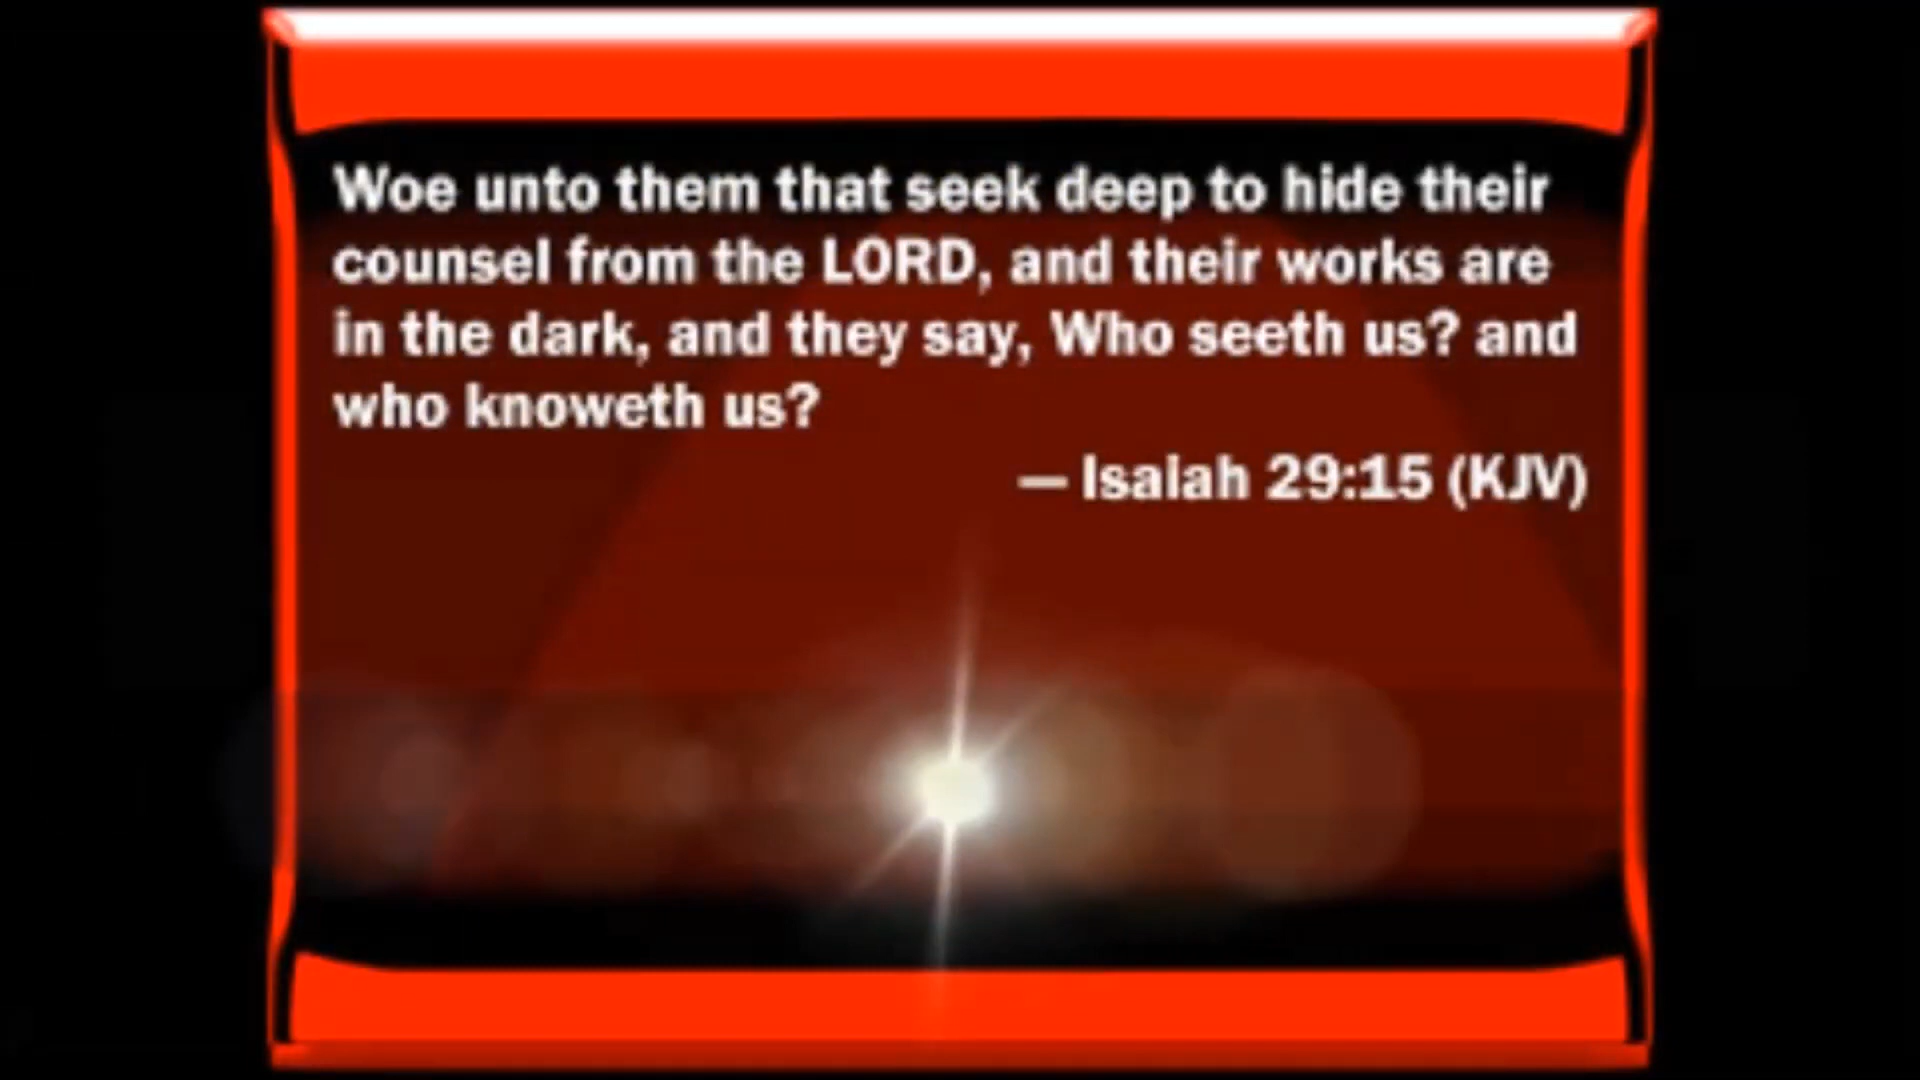 Woe unto them that seek deep to hide their
counsel from the LORD, and their works are
in the dark, and they say, Who seeth us? and
who knoweth us?
— Isaiah 29:15 (KJV)